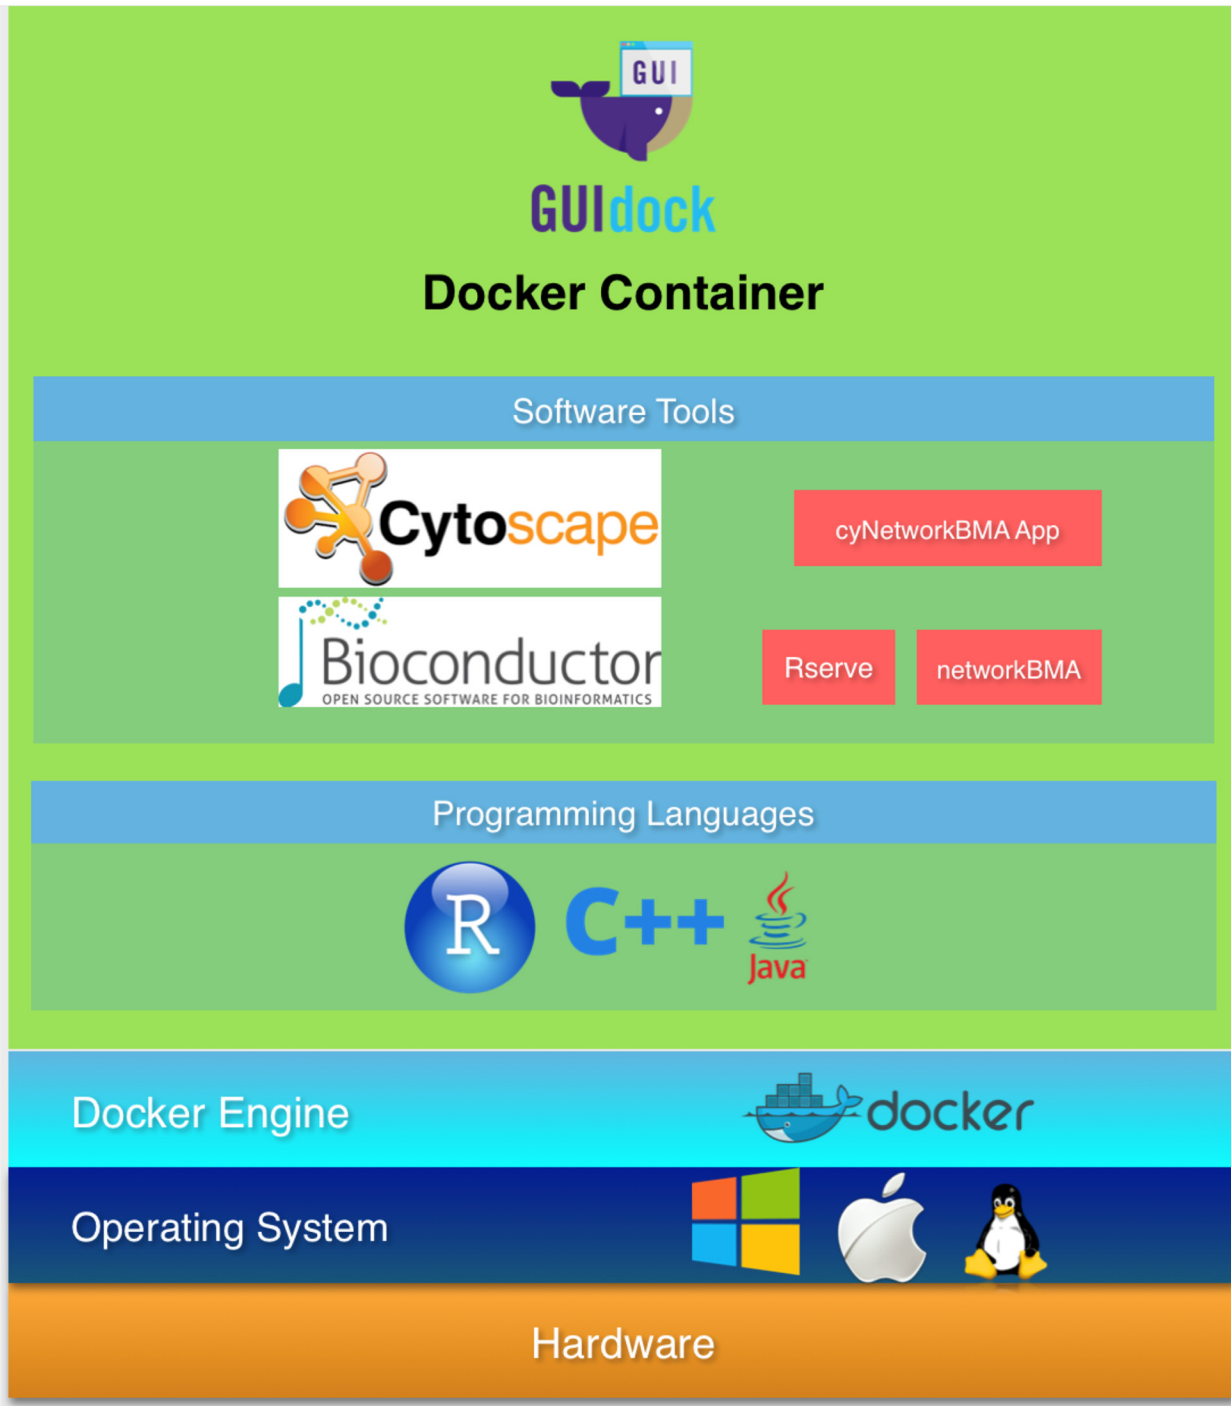 GUI
GUIdock
Docker Container
Software Tools
Cytoscape
cyNetworkBMA App
Bioconductor
OPEN SOURCE SOFTWARE FOR BIOINFORMATICS
Rserve
networkBMA
Programming Languages
R
C++
Java
Docker Engine
docker
Operating System
Hardware